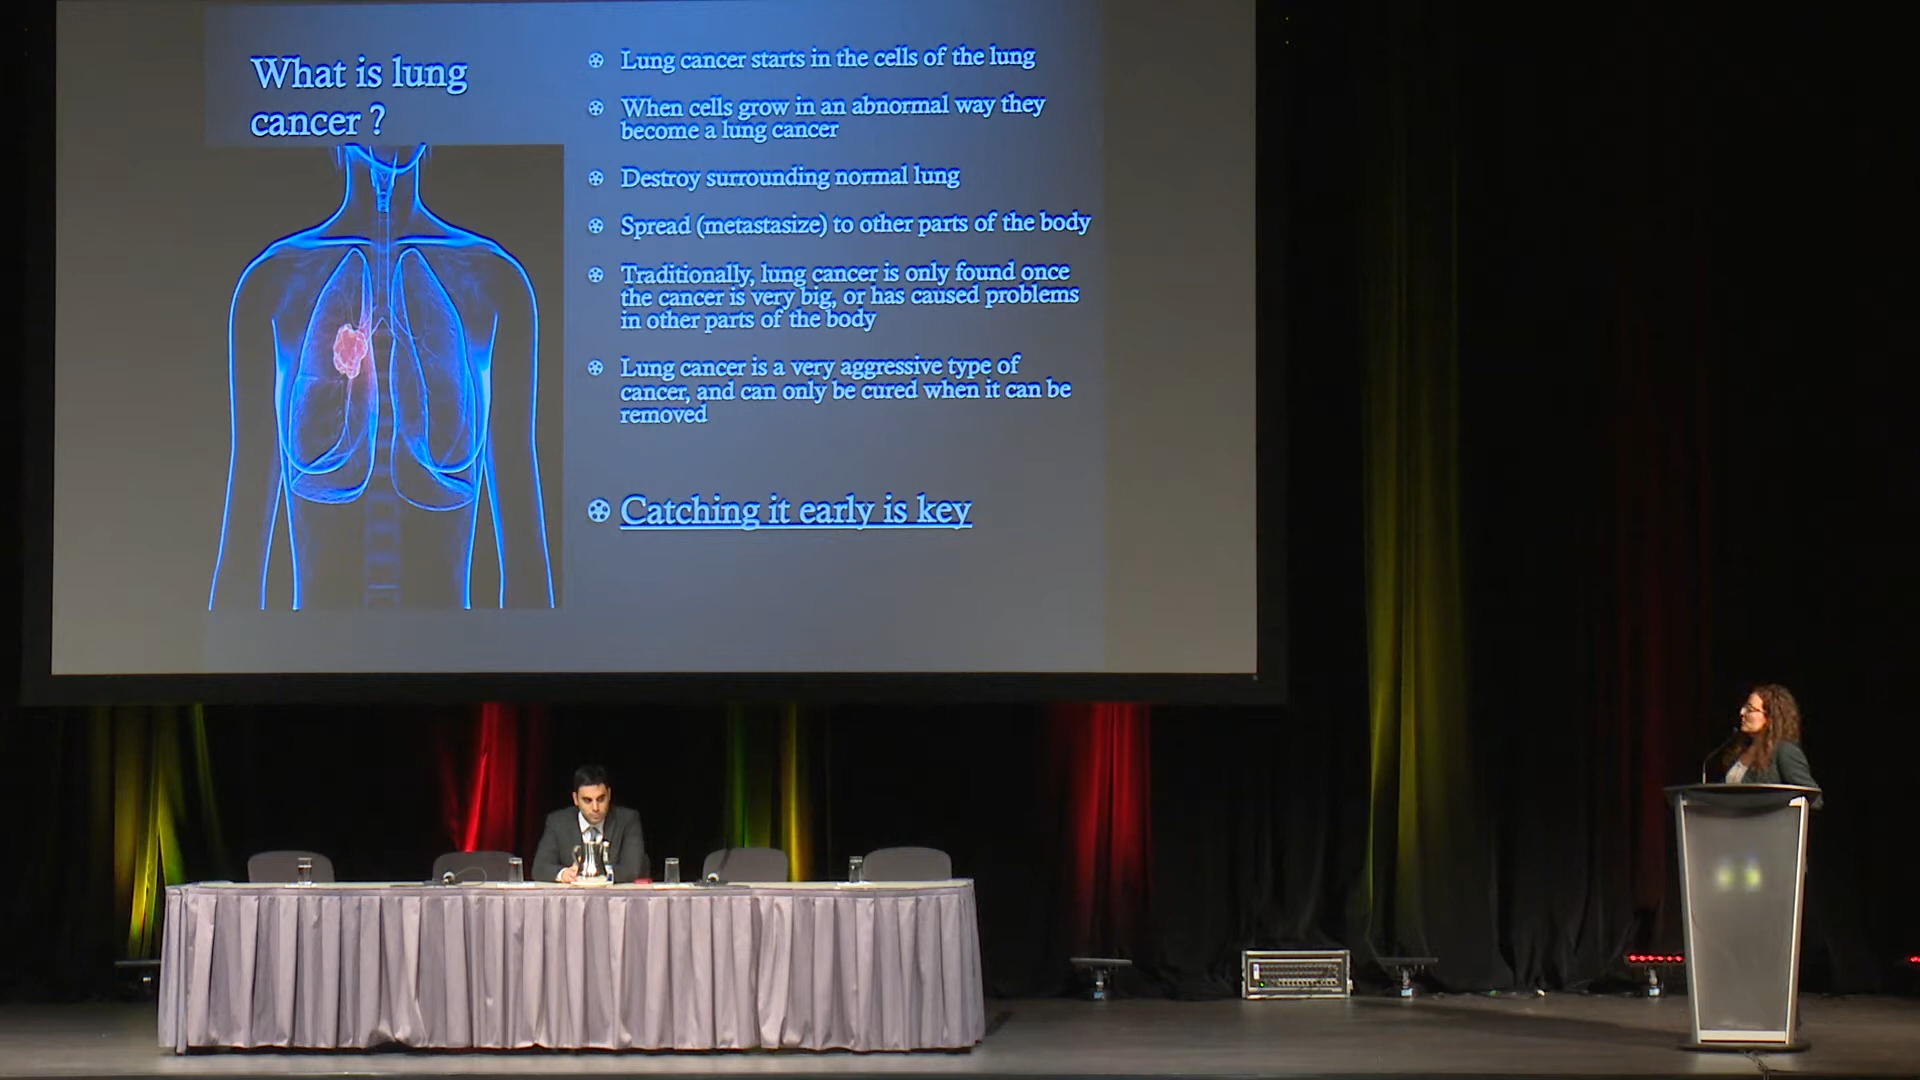 What is lung
cancer ?
Lung cancer starts in the cells of the lung
When cells grow in an abnormal way they
become a lung cancer
Destroy surrounding normal lung
Spread (metastasize) to other parts of the body
Traditionally, lung cancer is only found once
the cancer is very big, or has caused problems
in other parts of the body
Lung cancer is a very aggressive type of
cancer, and can only be cured when it can be
removed
Catching it early is key